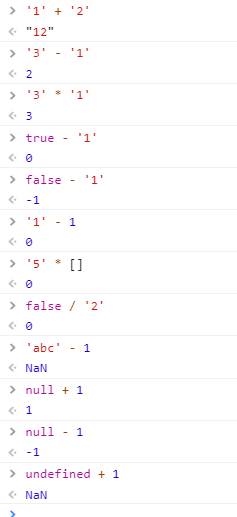 > '1' + '2'
<· "12"
> '3' - '1'
<· 2
> '3' * '1'
<· 3
> true - '1'
<· 0
> false - '1'
<· -1
> '1' - 1
<· 0
> '5' * []
<· 0
> false / '2'
<· 0
> 'abc' - 1
<· NaN
> null + 1
<· 1
> null - 1
<· -1
> undefined + 1
<· NaN
>